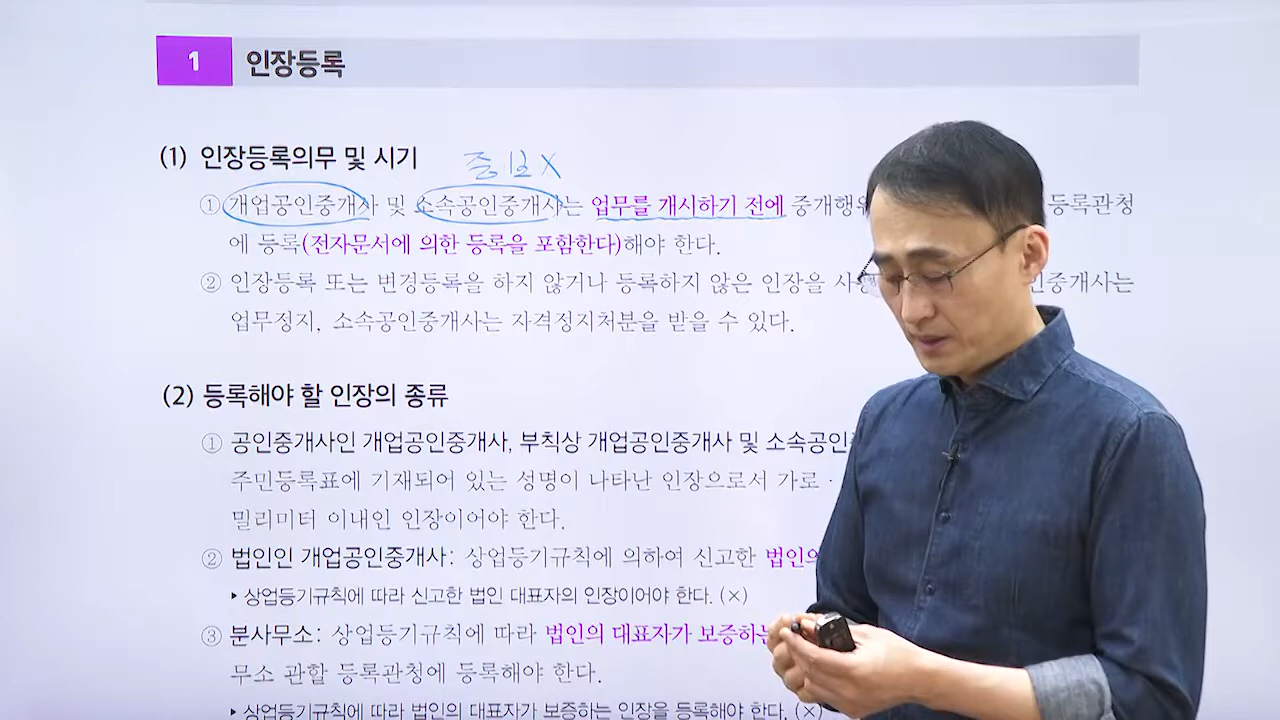 1 인장등록
(1) 인장등록의무 및 시기
중보X
① 개업공인중개사 및 소속공인중개사는 업무를 개시하기 전에 중개행위 등록관청
에 등록(전자문서에 의한 등록을 포함한다)해야 한다.
② 인장등록 또는 변경등록을 하지 않거나 등록하지 않은 인장을 사 인중개사는
업무정지, 소속공인중개사는 자격정지처분을 받을 수 있다.
(2) 등록해야 할 인장의 종류
① 공인중개사인 개업공인중개사, 부칙상 개업공인중개사 및 소속공인
주민등록표에 기재되어 있는 성명이 나타난 인장으로서 가로 ·
밀리미터 이내인 인장이어야 한다.
② 법인인 개업공인중개사: 상업등기규칙에 의하여 신고한 법인의
▸ 상업등기규칙에 따라 신고한 법인 대표자의 인장이어야 한다. (×)
③ 분사무소: 상업등기규칙에 따라 법인의 대표자가 보증하는
무소 관할 등록관청에 등록해야 한다.
▸ 상업등기규칙에 따라 법인의 대표자가 보증하는 인장을 등록해야 한다. (×)